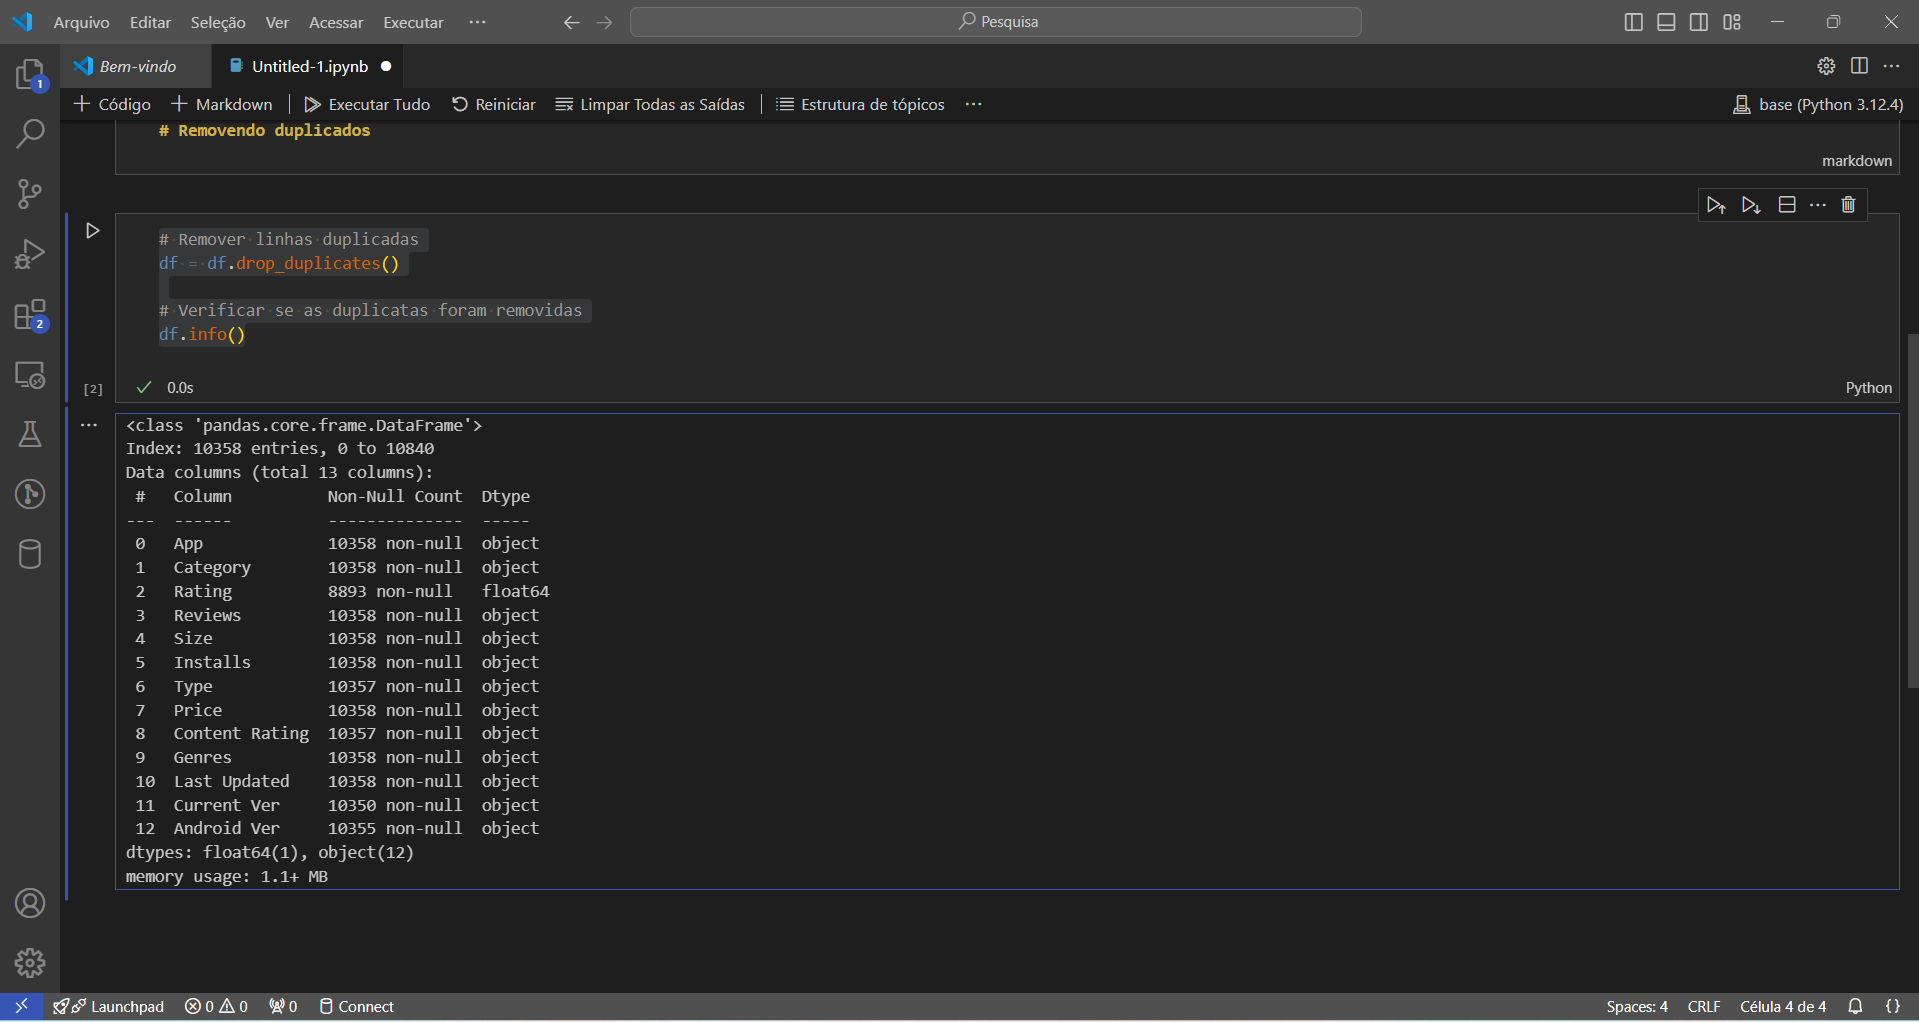 Arquivo Editar Seleção Ver Acessar Executar ··· Pesquisa
Bem-vindo Untitled-1.ipynb
1
Código Markdown Executar Tudo Reiniciar Limpar Todas as Saídas Estrutura de tópicos ··· base (Python 3.12.4)
# Removendo duplicados
markdown
# Remover linhas duplicadas
df = df.drop_duplicates()
# Verificar se as duplicatas foram removidas
df.info()
2
[2] 0.0s Python
<class 'pandas.core.frame.DataFrame'>
Index: 10358 entries, 0 to 10840
Data columns (total 13 columns):
# Column Non-Null Count Dtype
--- ------ -------------- -----
0 App 10358 non-null object
1 Category 10358 non-null object
2 Rating 8893 non-null float64
3 Reviews 10358 non-null object
4 Size 10358 non-null object
5 Installs 10358 non-null object
6 Type 10357 non-null object
7 Price 10358 non-null object
8 Content Rating 10357 non-null object
9 Genres 10358 non-null object
10 Last Updated 10358 non-null object
11 Current Ver 10350 non-null object
12 Android Ver 10355 non-null object
dtypes: float64(1), object(12)
memory usage: 1.1+ MB
Launchpad 0 0 0 Connect Spaces: 4 CRLF Célula 4 de 4 {}